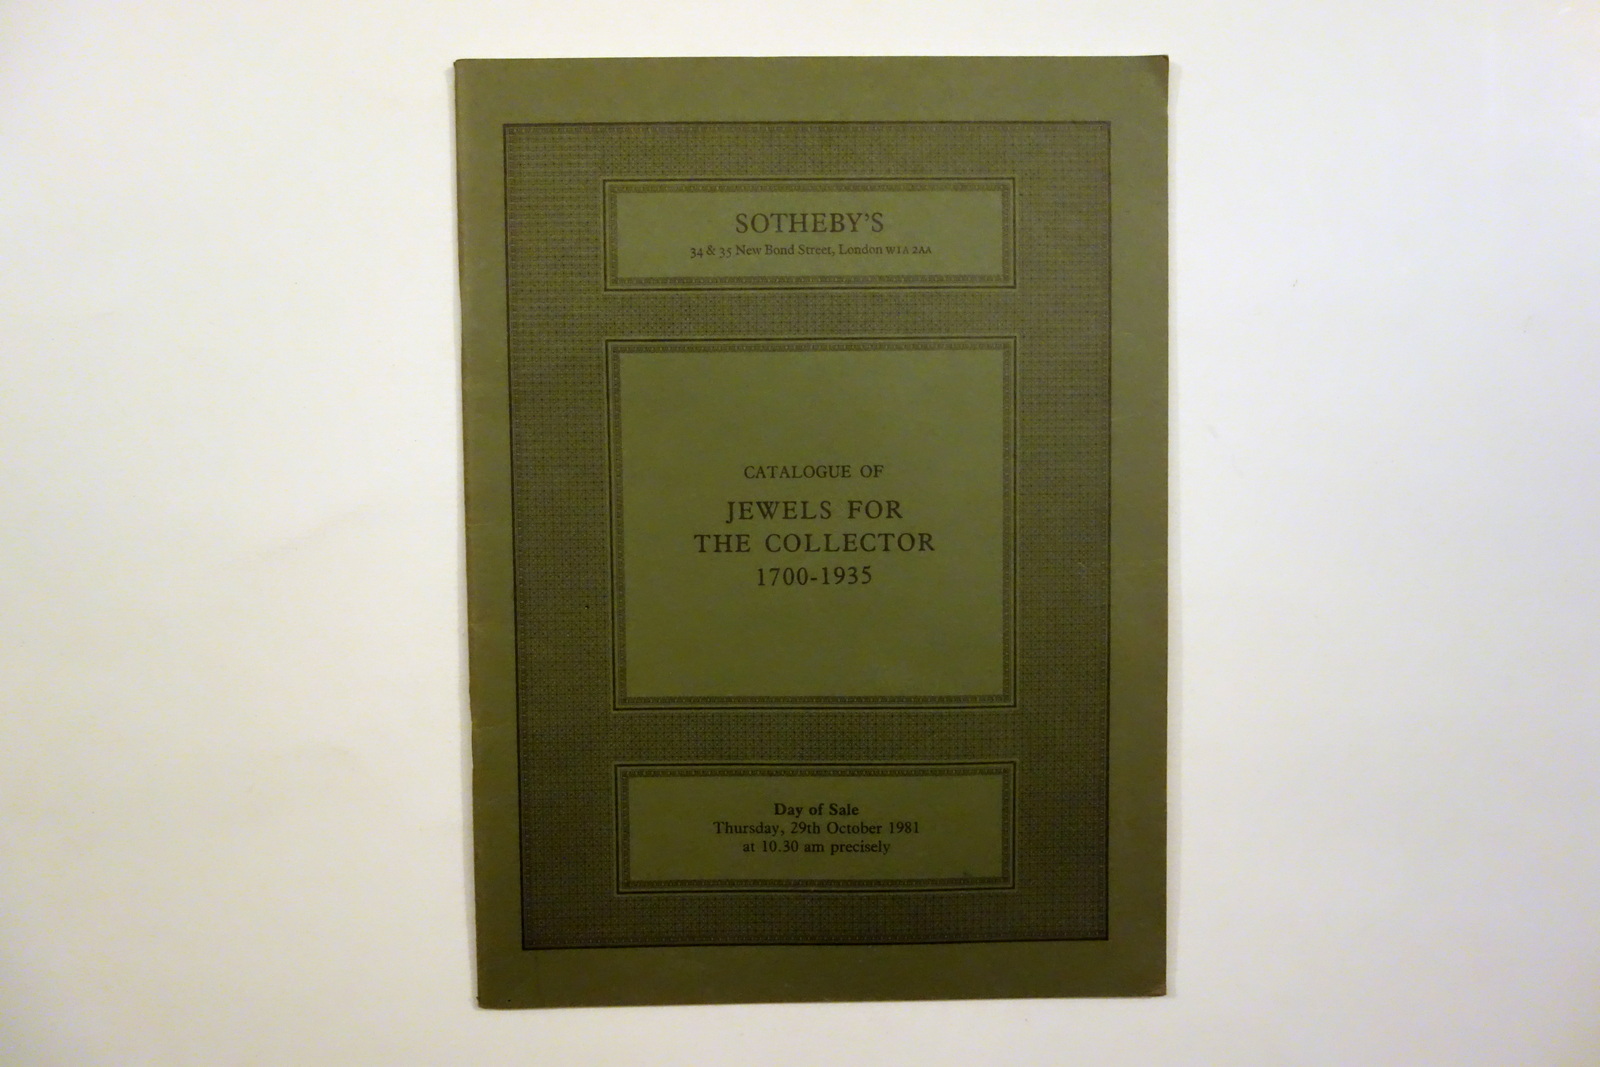 SOTHEBY'S
34 & 35 New Bond Street, London W1A 2AA
CATALOGUE OF
JEWELS FOR
THE COLLECTOR
1700-1935
Day of Sale
Thursday, 29th October 1981
at 10.30 am precisely